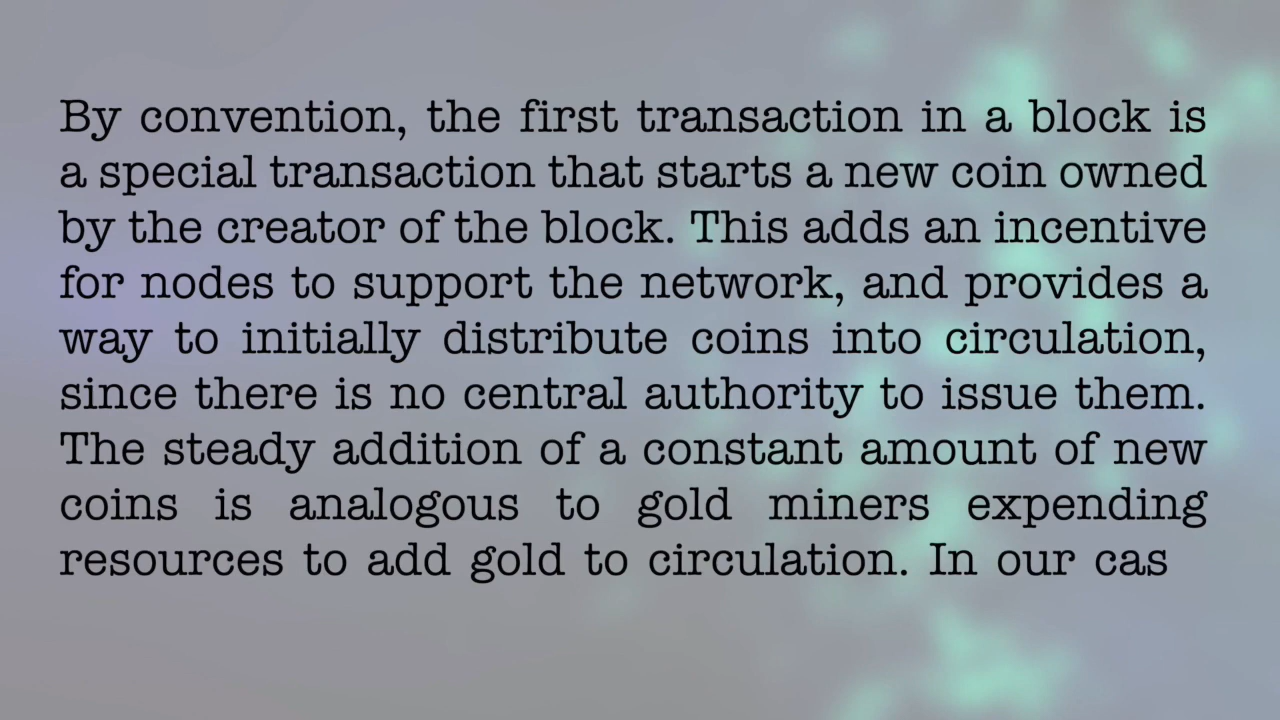 By convention, the first transaction in a block is
a special transaction that starts a new coin owned
by the creator of the block. This adds an incentive
for nodes to support the network, and provides a
way to initially distribute coins into circulation,
since there is no central authority to issue them.
The steady addition of a constant amount of new
coins is analogous to gold miners expending
resources to add gold to circulation. In our cas